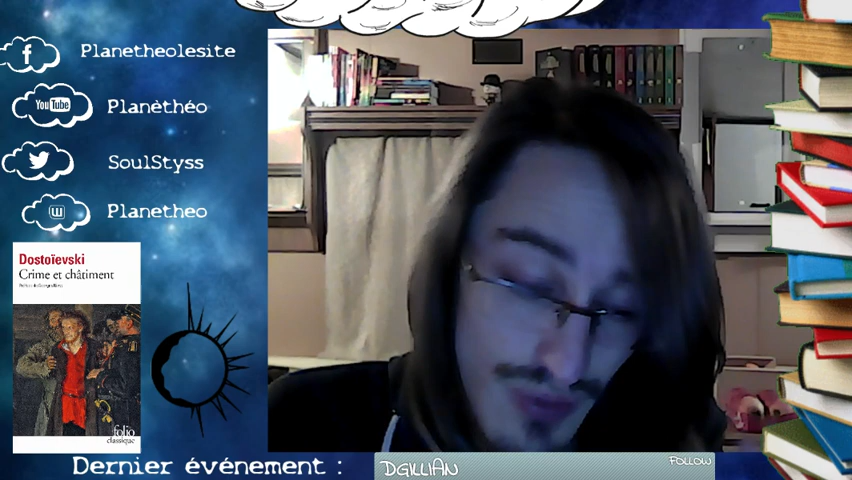 Planetheolesite
YouTube
Planèthéo
SoulStyss
Planetheo
Dostoïevski
Crime et châtiment
folio
classique
Dernier événement :
DGILLIAN
FOLLOW